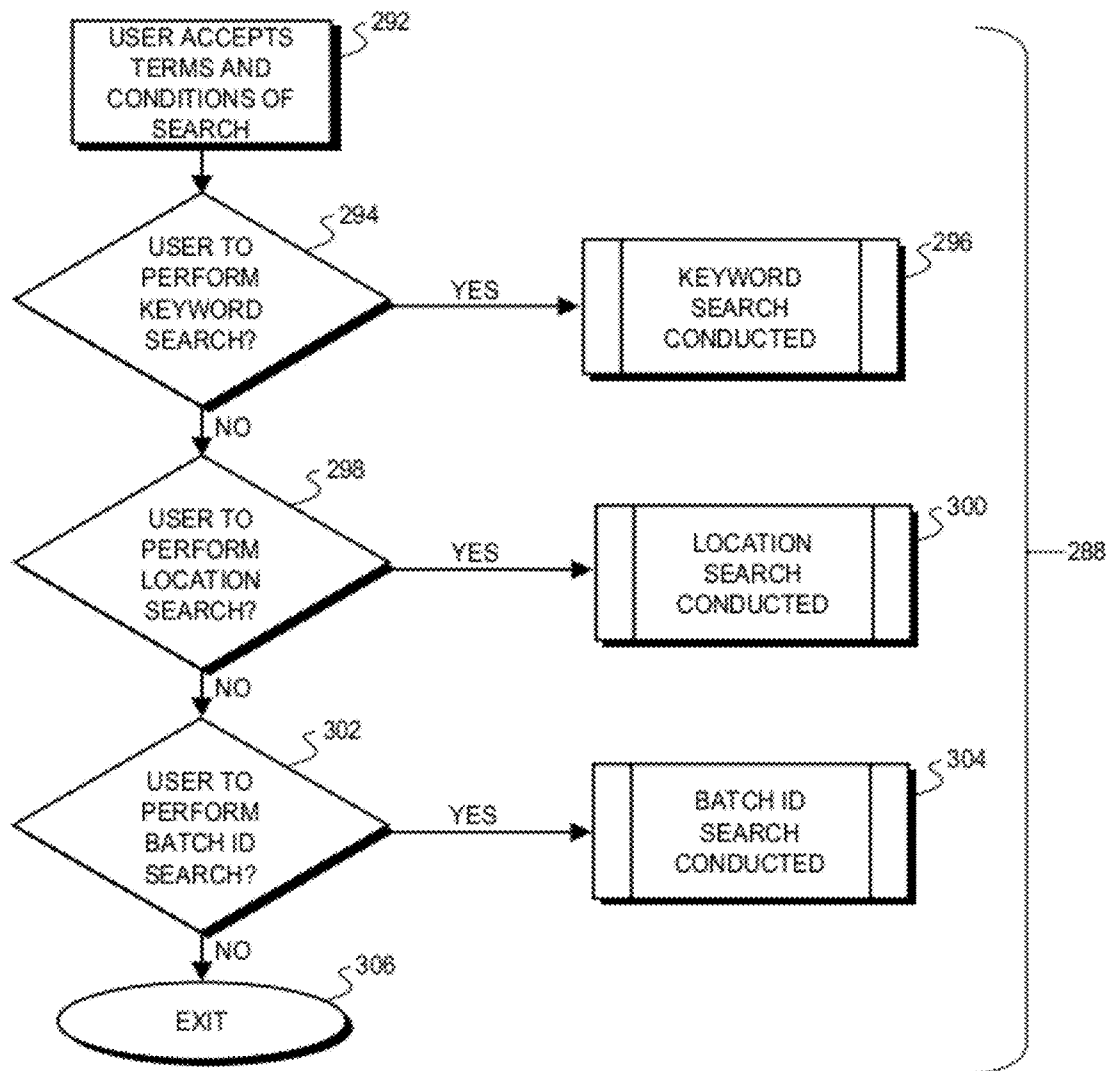 292
USER ACCEPTS
TERMS AND
CONDITIONS OF
SEARCH
294
USER TO
PERFORM
KEYWORD
SEARCH?
YES
296
KEYWORD
SEARCH
CONDUCTED
NO
298
USER TO
PERFORM
LOCATION
SEARCH?
YES
300
LOCATION
SEARCH
CONDUCTED
288
NO
302
USER TO
PERFORM
BATCH ID
SEARCH?
YES
304
BATCH ID
SEARCH
CONDUCTED
NO
306
EXIT